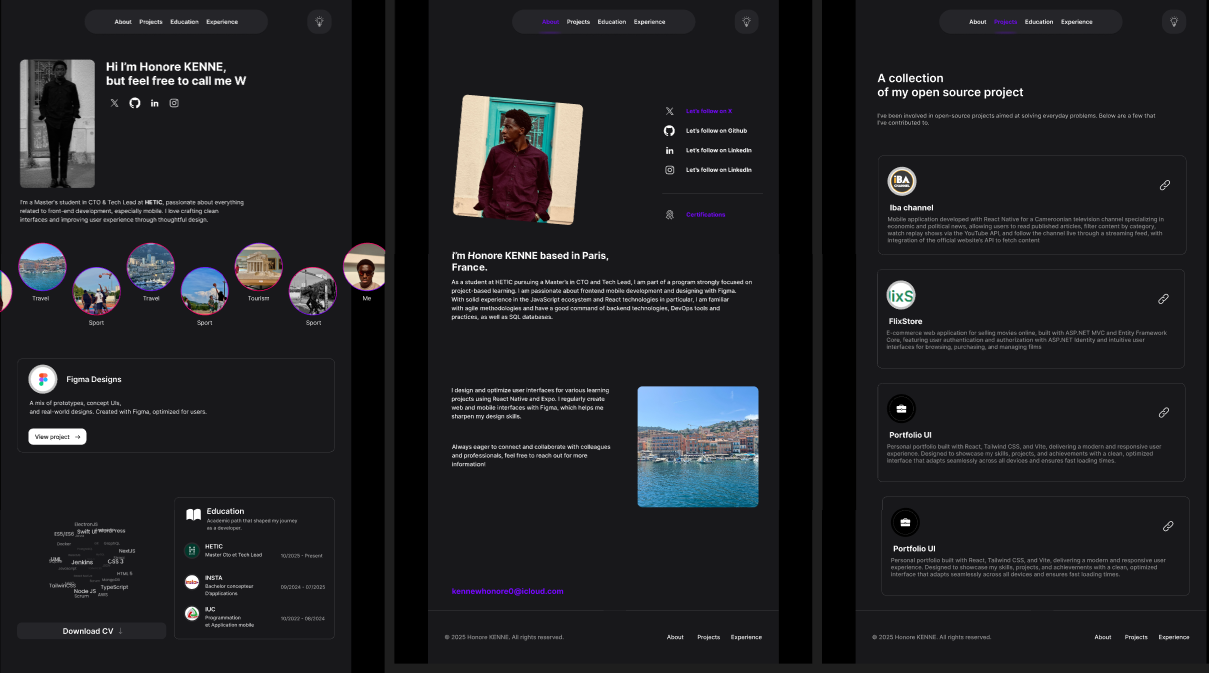 About Projects Education Experience
Hi I'm Honore KENNE,
but feel free to call me W
I'm a Master's student in CTO & Tech Lead at HETIC, passionate about everything
related to front-end development, especially mobile. I love crafting clean
interfaces and improving user experience through thoughtful design.
Travel
Sport
Travel
Sport
Tourism
Sport
Me
Figma Designs
A mix of prototypes, concept UIs,
and real-world designs. Created with Figma, optimized for users.
View project →
ElectronJS
ES5/ES6 Swift UI WordPress
Docker
NextJS
Jenkins CSS 3
HTML 5
TailwindCSS TypeScript
Node JS
Scrum
Download CV ↓
Education
Academic path that shaped my journey
as a developer.
HETIC
Master Cto et Tech Lead 10/2025 - Present
INSTA
Bachelor concepteur
D'applications 09/2024 - 07/2025
IUC
Programmation
et Application mobile 10/2022 - 08/2024
About Projects Education Experience
Let's follow on X
Let's follow on Github
Let's follow on LinkedIn
Let's follow on LinkedIn
Certifications
I'm Honore KENNE based in Paris,
France.
As a student at HETIC pursuing a Master's in CTO and Tech Lead, I am part of a program strongly focused on
project-based learning. I am passionate about frontend mobile development and designing with Figma.
With solid experience in the JavaScript ecosystem and React technologies in particular, I am familiar
with agile methodologies and have a good command of backend technologies, DevOps tools and
practices, as well as SQL databases.
I design and optimize user interfaces for various learning
projects using React Native and Expo. I regularly create
web and mobile interfaces with Figma, which helps me
sharpen my design skills.
Always eager to connect and collaborate with colleagues
and professionals, feel free to reach out for more
information!
kennewhonore0@icloud.com
© 2025 Honore KENNE, All rights reserved.
About Projects Experience
About Projects Education Experience
A collection
of my open source project
I've been involved in open-source projects aimed at solving everyday problems. Below are a few that
I've contributed to.
iBA
CHANNEL
Iba channel
Mobile application developed with React Native for a Cameroonian television channel specializing in
economic and political news, allowing users to read published articles, filter content by category,
watch replay shows via the YouTube API, and follow the channel live through a streaming feed, with
integration of the official website's API to fetch content
lixS
FlixStore
E-commerce web application for selling movies online, built with ASP.NET MVC and Entity Framework
Core, featuring user authentication and authorization with ASP.NET Identity and intuitive user
interfaces for browsing, purchasing, and managing films
Portfolio UI
Personal portfolio built with React, Tailwind CSS, and Vite, delivering a modern and responsive user
experience. Designed to showcase my skills, projects, and achievements with a clean, optimized
interface that adapts seamlessly across all devices and ensures fast loading times.
Portfolio UI
Personal portfolio built with React, Tailwind CSS, and Vite, delivering a modern and responsive user
experience. Designed to showcase my skills, projects, and achievements with a clean, optimized
interface that adapts seamlessly across all devices and ensures fast loading times.
© 2025 Honore KENNE. All rights reserved.
About Projects Experience